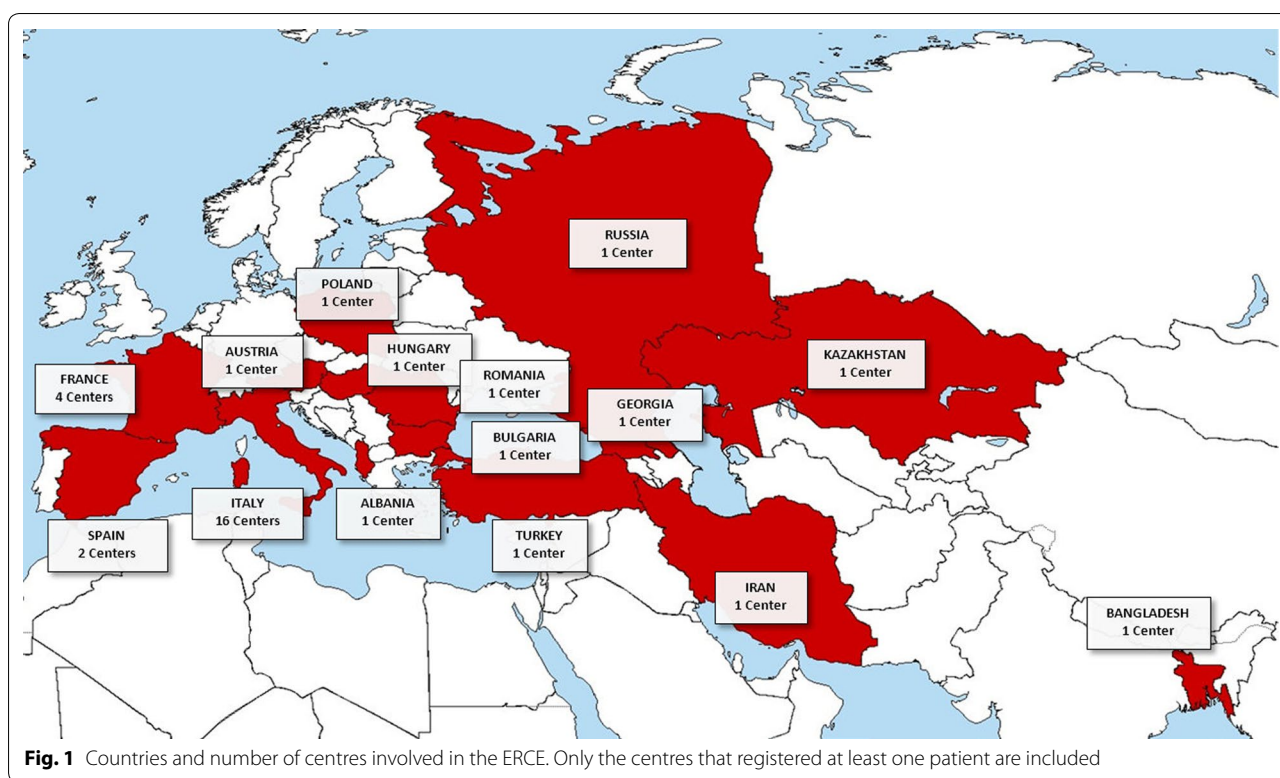 RUSSIA
1 Center
POLAND
1 Center
HUNGARY
1 Center
AUSTRIA
1 Center
KAZAKHSTAN
1 Center
ROMANIA
1 Center
FRANCE
4 Centers
GEORGIA
1 Center
BULGARIA
1 Center
ITALY
16 Centers
ALBANIA
1 Center
SPAIN
2 Centers
TURKEY
1 Center
IRAN
1 Center
BANGLADESH
1 Center
Fig. 1 Countries and number of centres involved in the ERCE. Only the centres that registered at least one patient are included